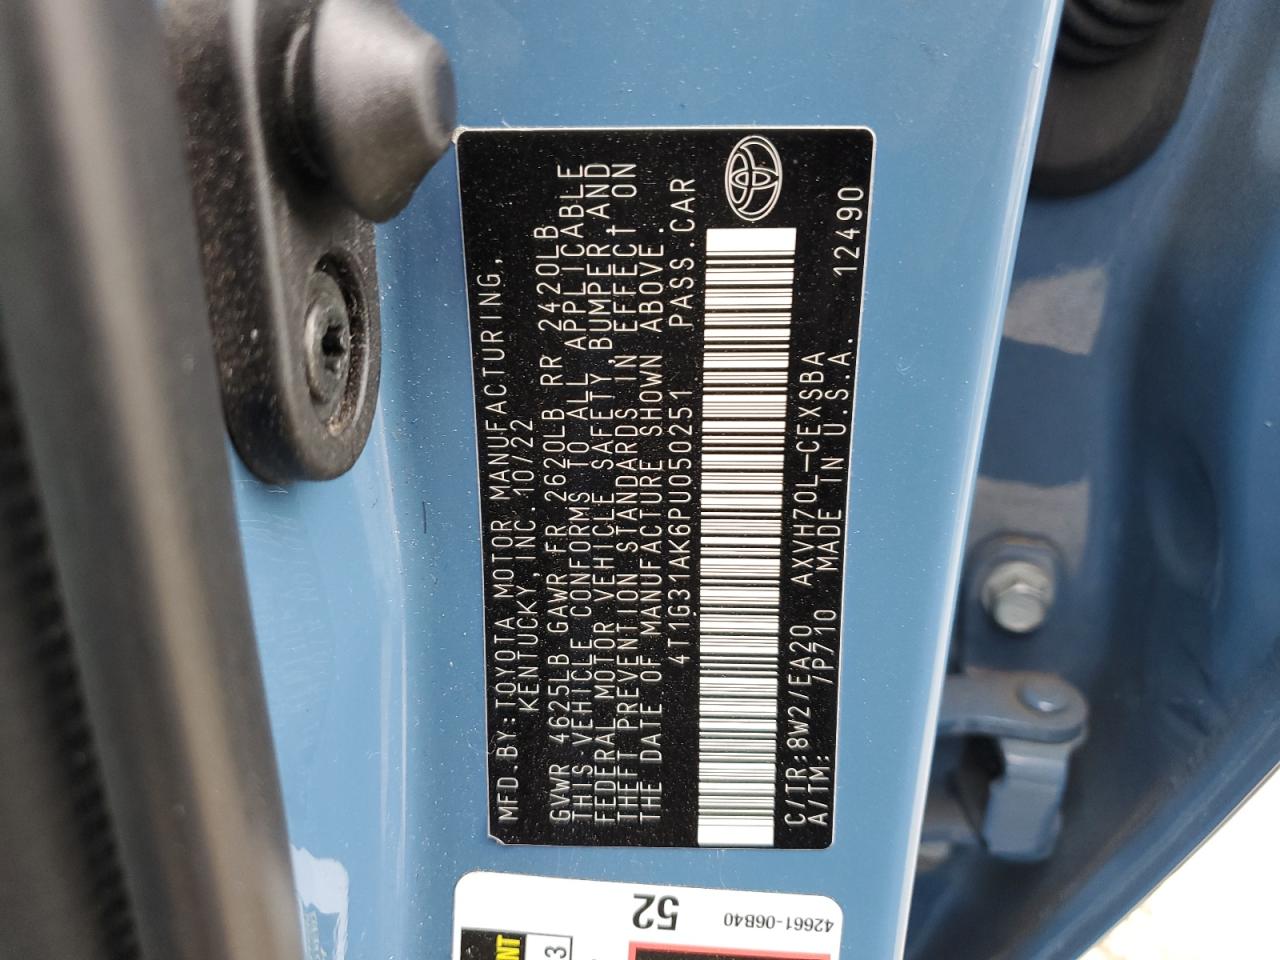 MFD.BY:TOYOTA MOTOR MANUFACTURING,
KENTUCKY,INC.10/22
GVWR 4625LB GAWR FR 2620LB RR 2420LB
THIS VEHICLE CONFORMS TO ALL APPLICABLE
FEDERAL MOTOR VEHICLE SAFETY,BUMPER,AND
THEFT PREVENTION STANDARDS IN EFFECT ON
THE DATE OF MANUFACTURE SHOWN ABOVE.
4T1G31AK6PU050251 PASS.CAR
C/TR:8W2/EA20 AXVH70L-CEXSBA
A/TM: /P710 MADE IN U.S.A. 12490
52
42661-06B40
3